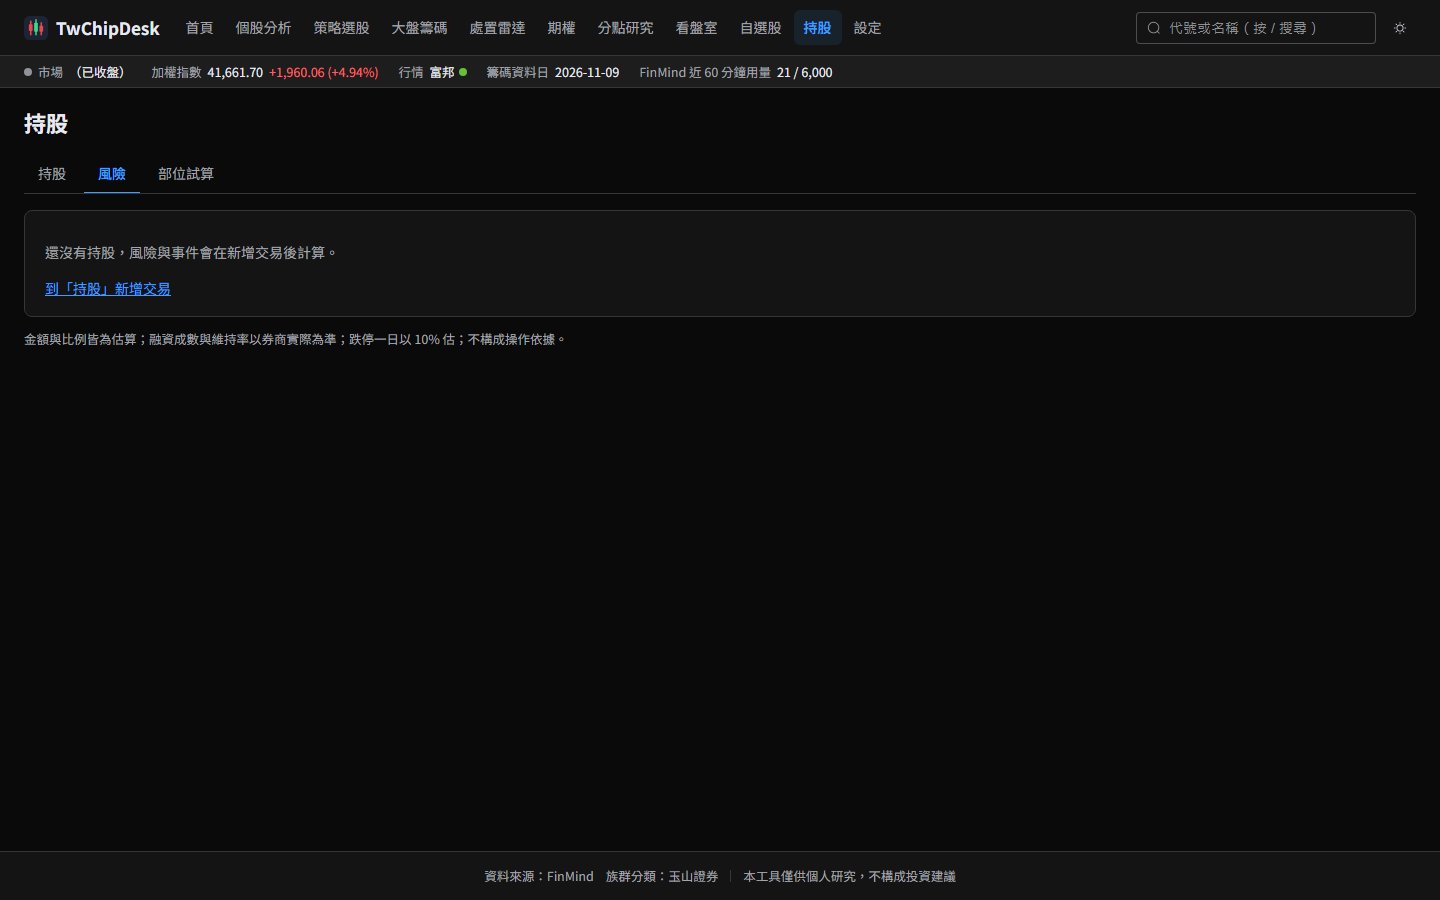 TwChipDesk 首頁 個股分析 策略選股 大盤籌碼 處置雷達 期權 分點研究 看盤室 自選股 持股 設定 代號或名稱（按 / 搜尋）
市場 （已收盤） 加權指數 41,661.70 +1,960.06 (+4.94%) 行情 富邦 籌碼資料日 2026-11-09 FinMind 近 60 分鐘用量 21 / 6,000
持股
持股 風險 部位試算
還沒有持股，風險與事件會在新增交易後計算。
到「持股」新增交易
金額與比例皆為估算；融資成數與維持率以券商實際為準；跌停一日以 10% 估；不構成操作依據。
資料來源：FinMind 族群分類：玉山證券 本工具僅供個人研究，不構成投資建議